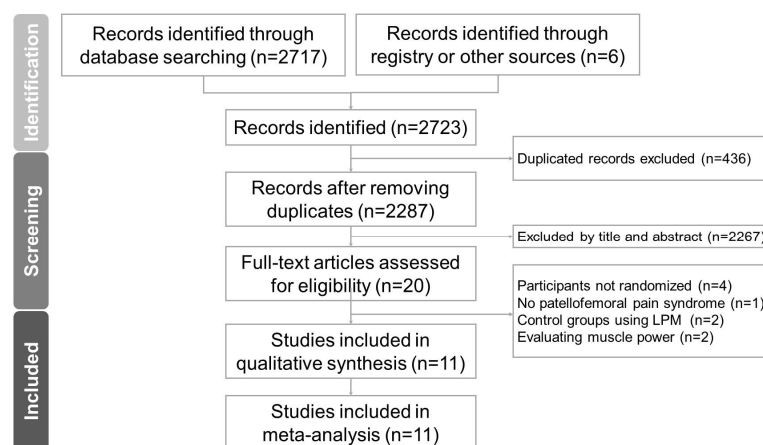 Identification
Records identified through
database searching (n=2717)
Records identified through
registry or other sources (n=6)
Records identified (n=2723)
Duplicated records excluded (n=436)
Screening
Records after removing
duplicates (n=2287)
Excluded by title and abstract (n=2267)
Full-text articles assessed
for eligibility (n=20)
Participants not randomized (n=4)
No patellofemoral pain syndrome (n=1)
Control groups using LPM (n=2)
Evaluating muscle power (n=2)
Included
Studies included in
qualitative synthesis (n=11)
Studies included in
meta-analysis (n=11)